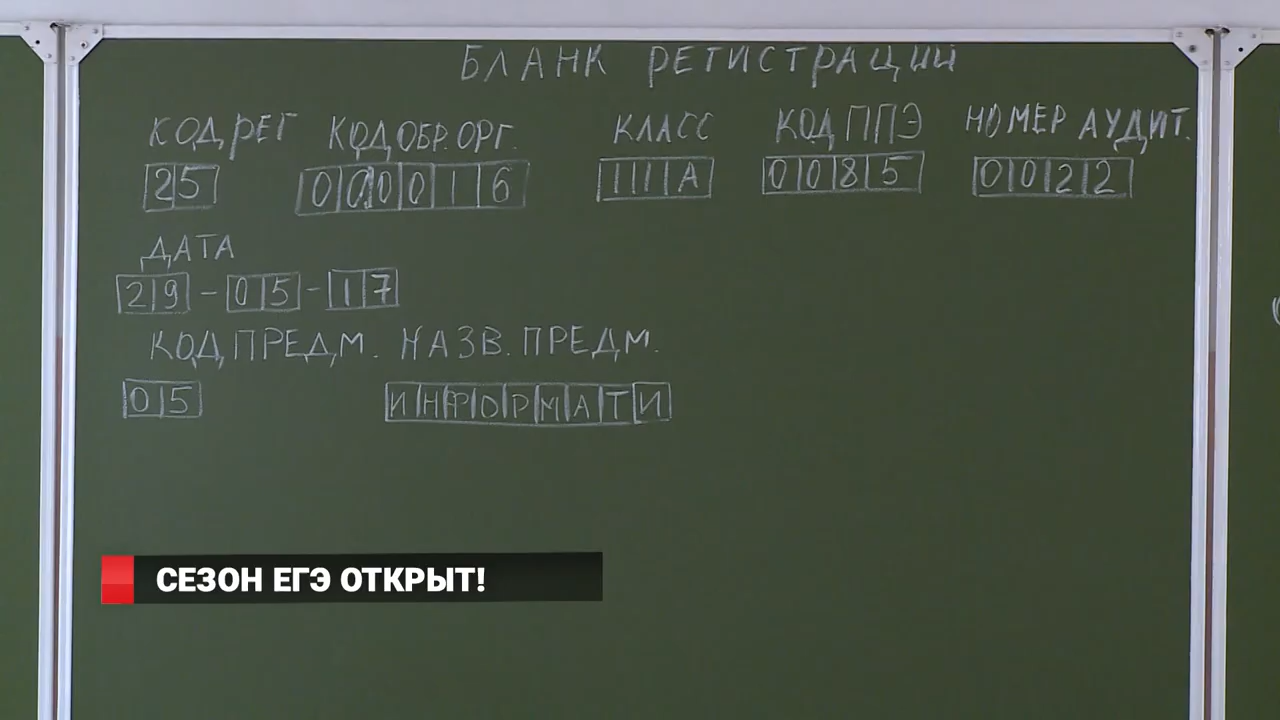 БЛАНК РЕГИСТРАЦИИ
КОД РЕГ КОД ОБР. ОРГ. КЛАСС КОД ППЭ НОМЕР АУДИТ.
25 000016 11 А 0085 0022
ДАТА
29 - 05 - 17
КОД ПРЕДМ. НАЗВ. ПРЕДМ.
05 ИНФОРМАТИ
СЕЗОН ЕГЭ ОТКРЫТ!